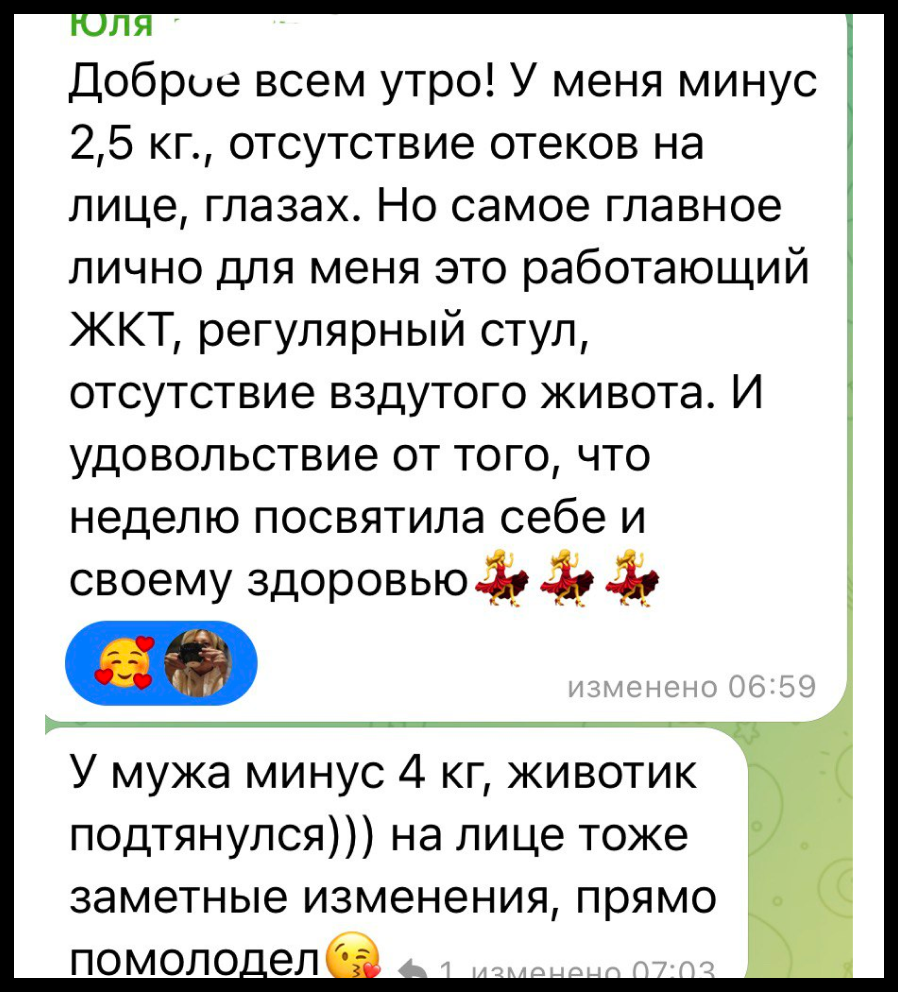 Юля
Доброе всем утро! У меня минус
2,5 кг., отсутствие отеков на
лице, глазах. Но самое главное
лично для меня это работающий
ЖКТ, регулярный стул,
отсутствие вздутого живота. И
удовольствие от того, что
неделю посвятила себе и
своему здоровью💃💃💃
🥰 изменено 06:59
У мужа минус 4 кг, животик
подтянулся))) на лице тоже
заметные изменения, прямо
помолодел😘 1 изменено 07:03